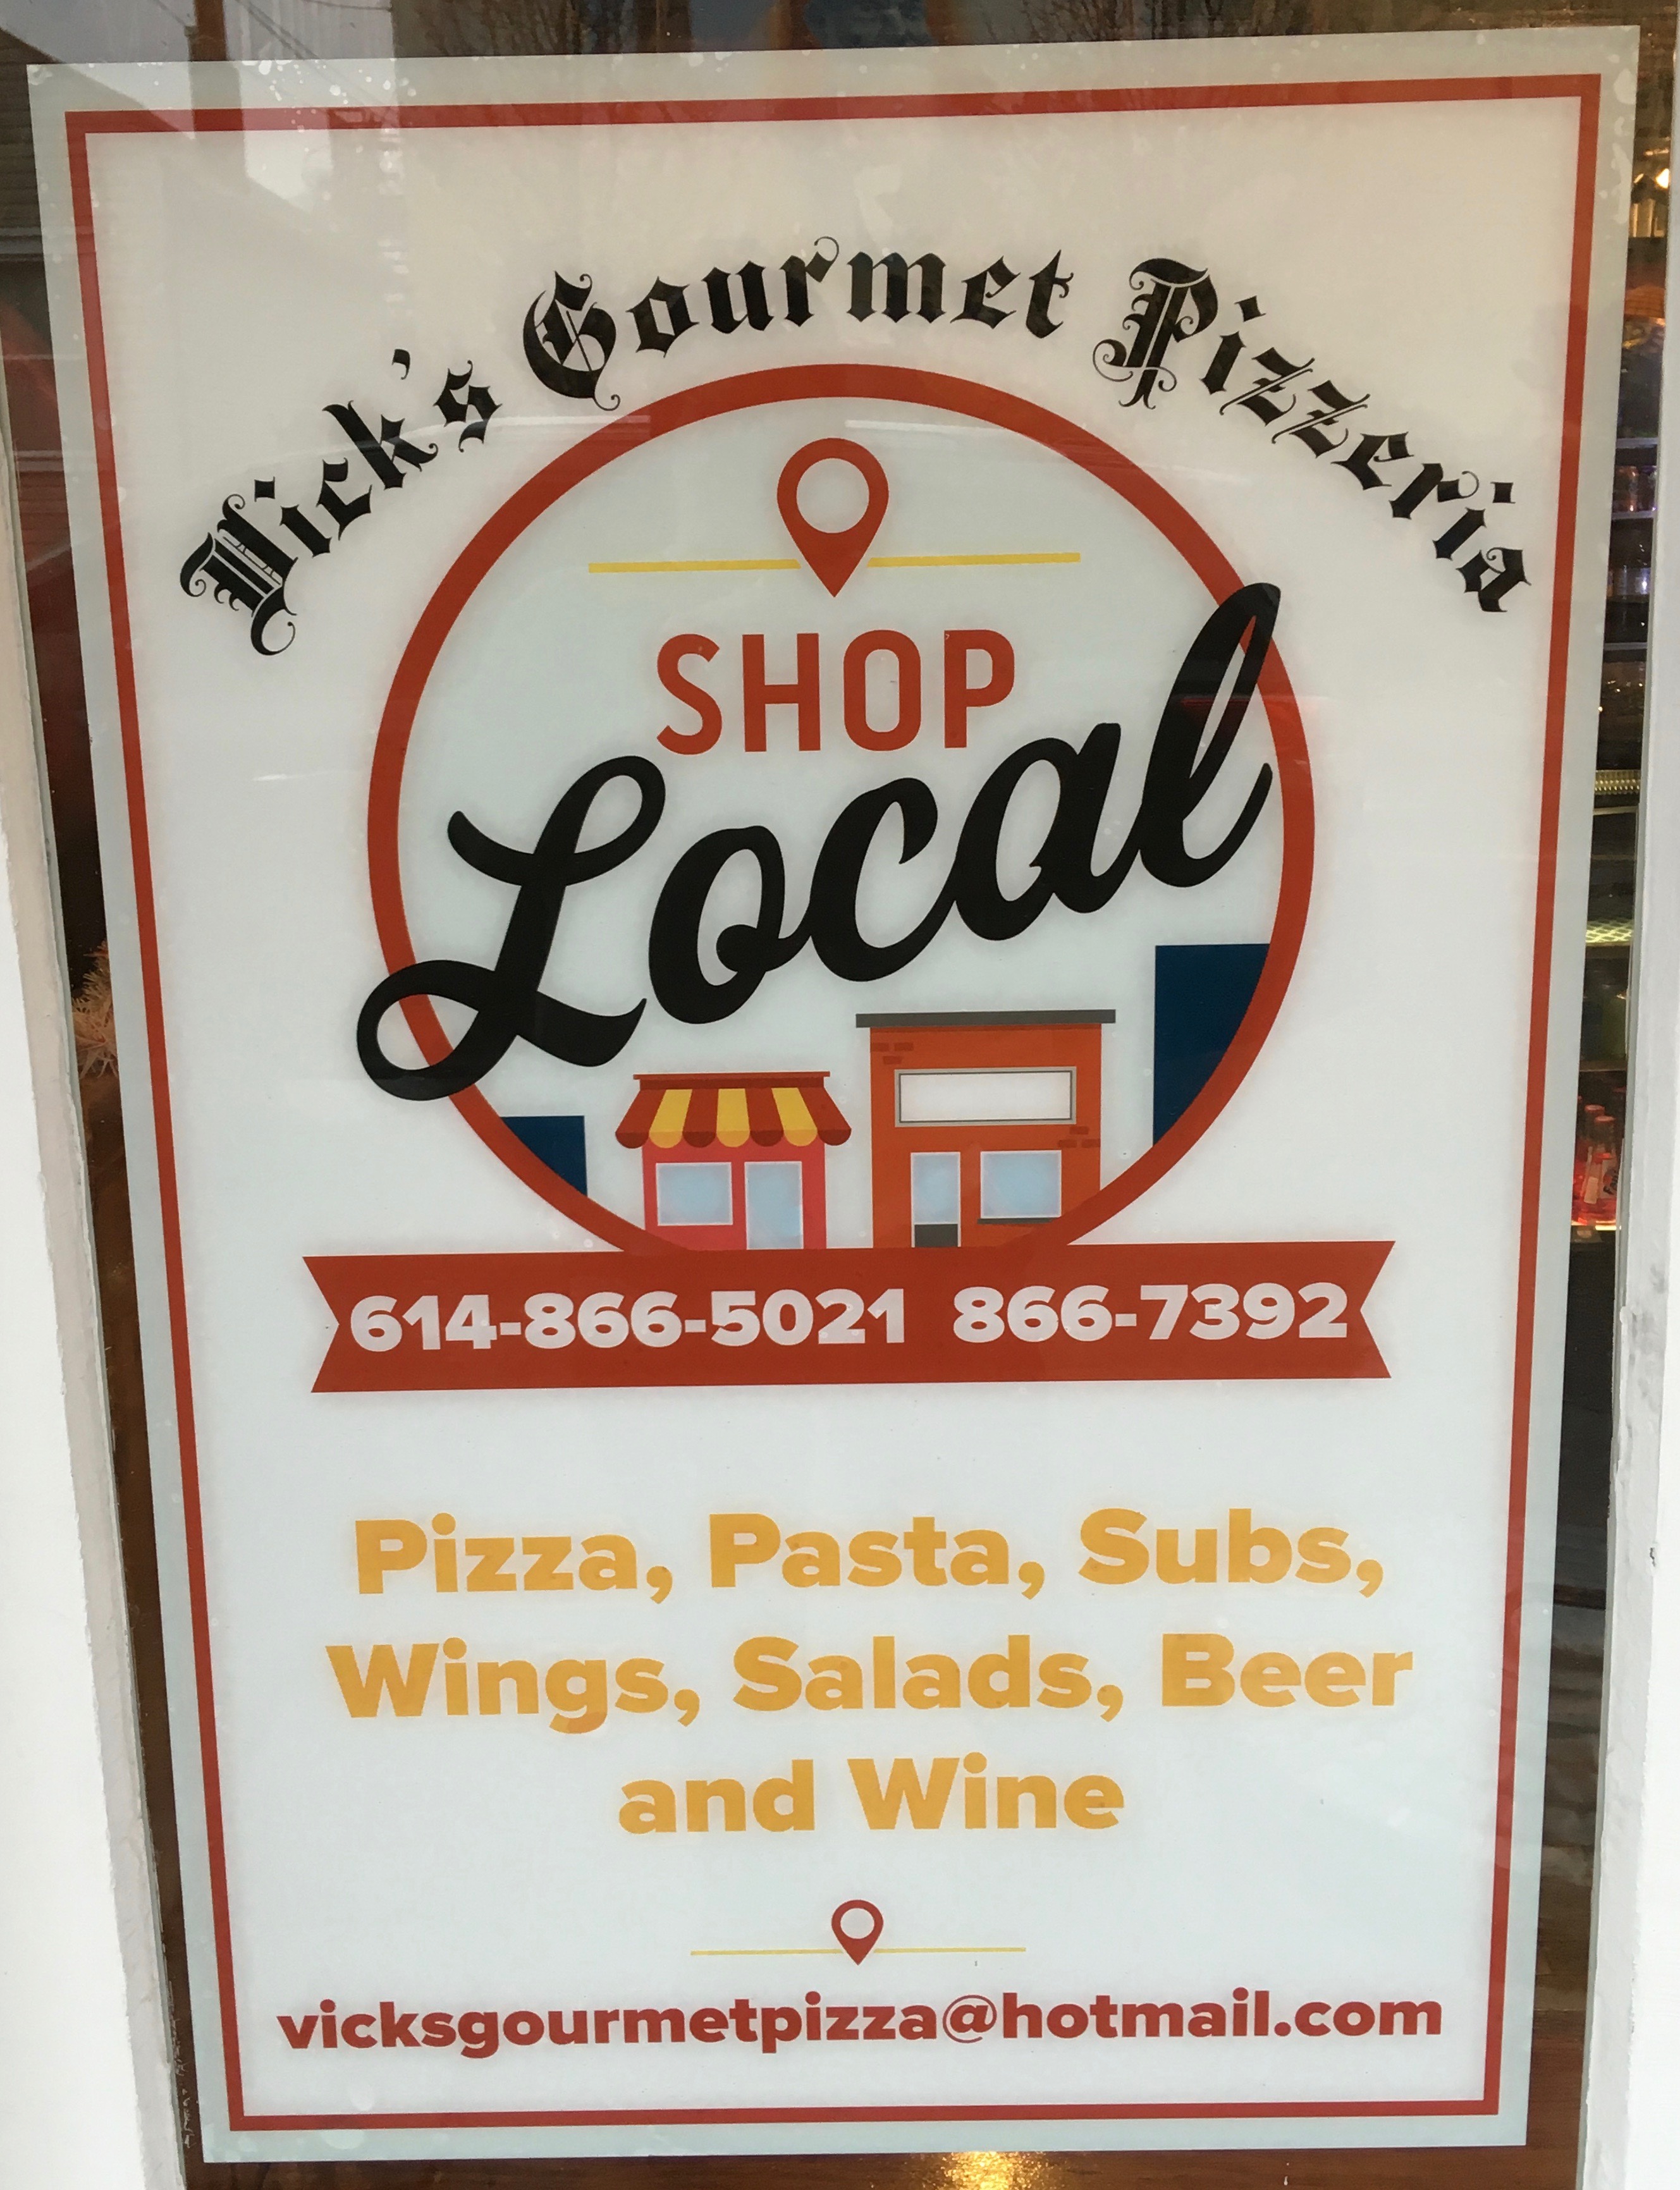 Vick's Gourmet Pizzeria
SHOP
Local
614-866-5021 866-7392
Pizza, Pasta, Subs,
Wings, Salads, Beer
and Wine
vicksgourmetpizza@hotmail.com